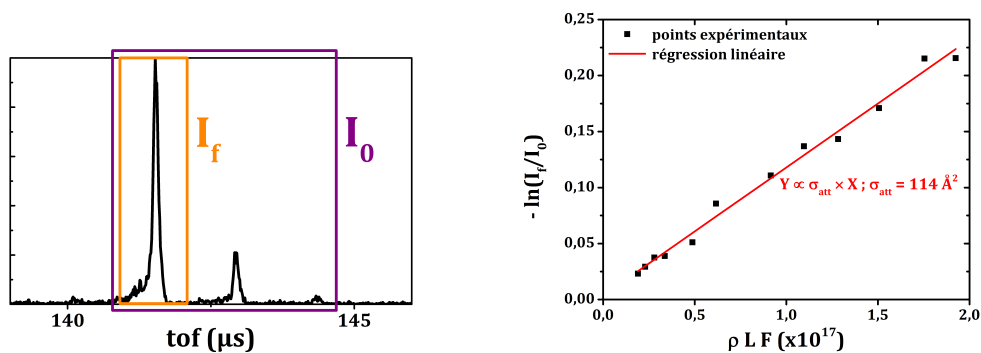 I_f
I_0
140
145
tof (μs)
0,25
0,20
0,15
0,10
0,05
0,00
- ln(I_f/I_0)
points expérimentaux
régression linéaire
Y ∝ σ_att × X ; σ_att = 114 Å²
0,0
0,5
1,0
1,5
2,0
ρ L F (x10¹⁷)